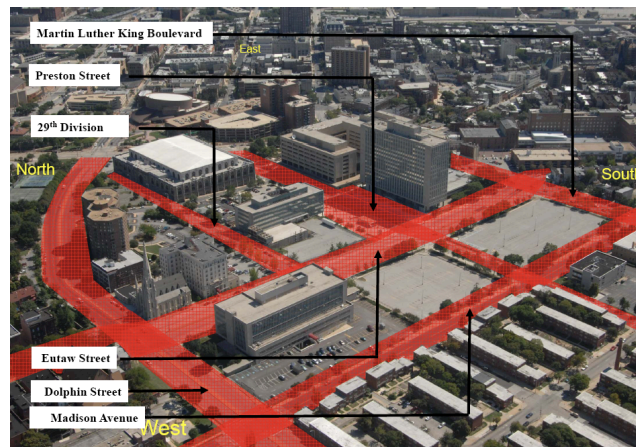 Martin Luther King Boulevard
East
Preston Street
29th Division
North
South
Eutaw Street
Dolphin Street
Madison Avenue
West